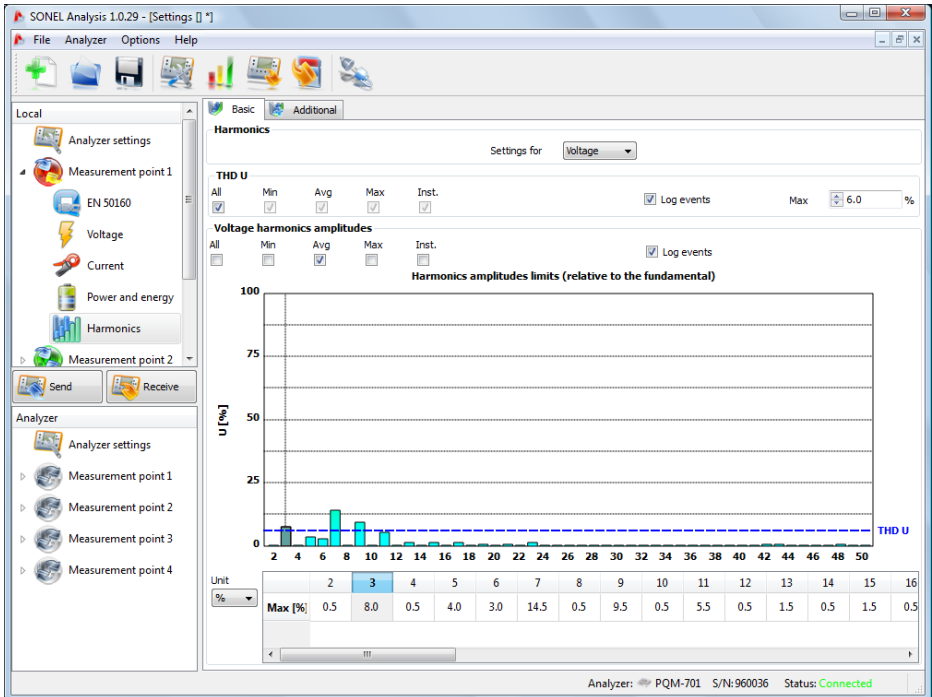 SONEL Analysis 1.0.29 - [Settings [] *]
File Analyzer Options Help
Local
Analyzer settings
Measurement point 1
EN 50160
Voltage
Current
Power and energy
Harmonics
Measurement point 2
Send Receive
Analyzer
Analyzer settings
Measurement point 1
Measurement point 2
Measurement point 3
Measurement point 4
Basic Additional
Harmonics
Settings for Voltage
THD U
All Min Avg Max Inst.
Log events Max 6.0 %
Voltage harmonics amplitudes
All Min Avg Max Inst.
Log events
Harmonics amplitudes limits (relative to the fundamental)
100
75
50
25
0
U [%]
THD U
2 4 6 8 10 12 14 16 18 20 22 24 26 28 30 32 34 36 38 40 42 44 46 48 50
Unit
%
2 3 4 5 6 7 8 9 10 11 12 13 14 15 16
Max [%] 0.5 8.0 0.5 4.0 3.0 14.5 0.5 9.5 0.5 5.5 0.5 1.5 0.5 1.5 0.5
Analyzer: PQM-701 S/N: 960036 Status: Connected